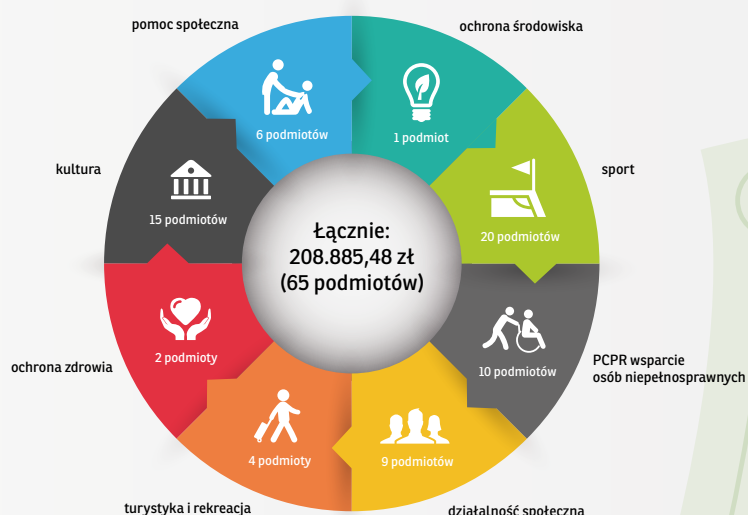 pomoc społeczna
ochrona środowiska
6 podmiotów
1 podmiot
kultura
sport
15 podmiotów
20 podmiotów
Łącznie:
208.885,48 zł
(65 podmiotów)
2 podmioty
10 podmiotów
ochrona zdrowia
PCPR wsparcie
osób niepełnosprawnych
4 podmioty
9 podmiotów
turystyka i rekreacja
działalność społeczna